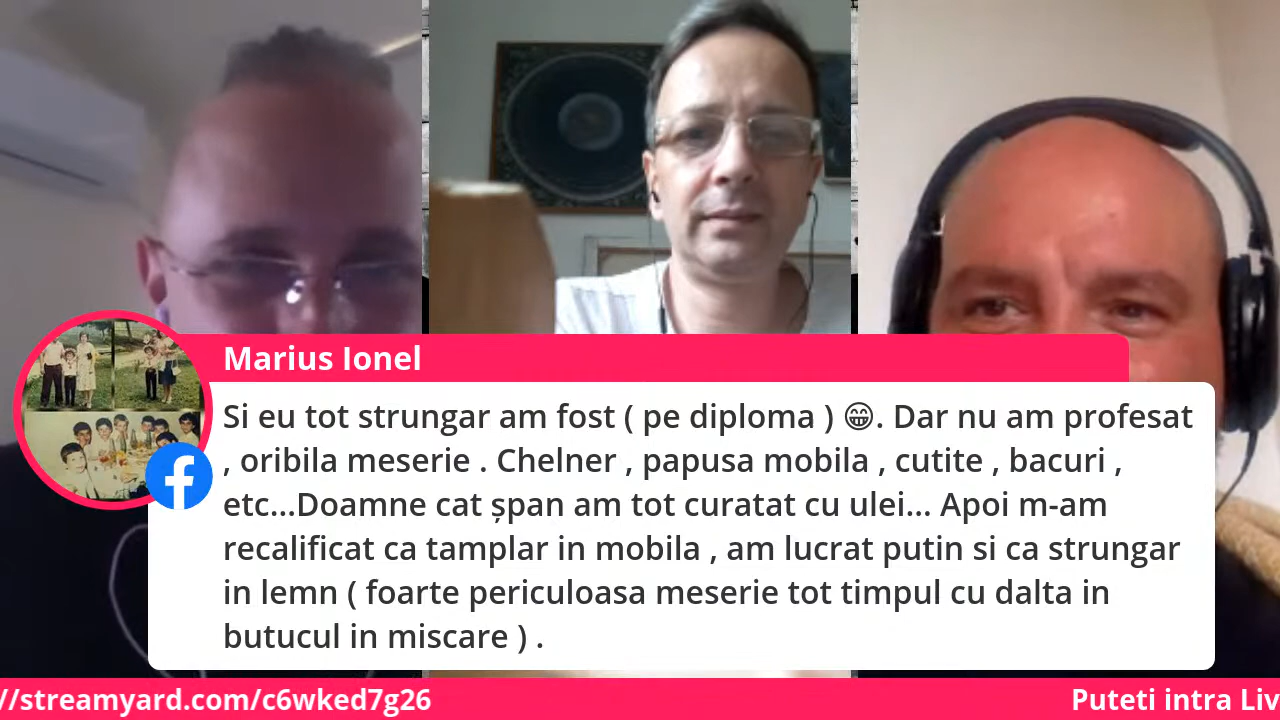 Marius Ionel
Si eu tot strungar am fost ( pe diploma ) 😁. Dar nu am profesat
, oribila meserie . Chelner , papusa mobila , cutite , bacuri ,
etc...Doamne cat șpan am tot curatat cu ulei... Apoi m-am
recalificat ca tamplar in mobila , am lucrat putin si ca strungar
in lemn ( foarte periculoasa meserie tot timpul cu dalta in
butucul in miscare ) .
//streamyard.com/c6wked7g26
Puteti intra Liv